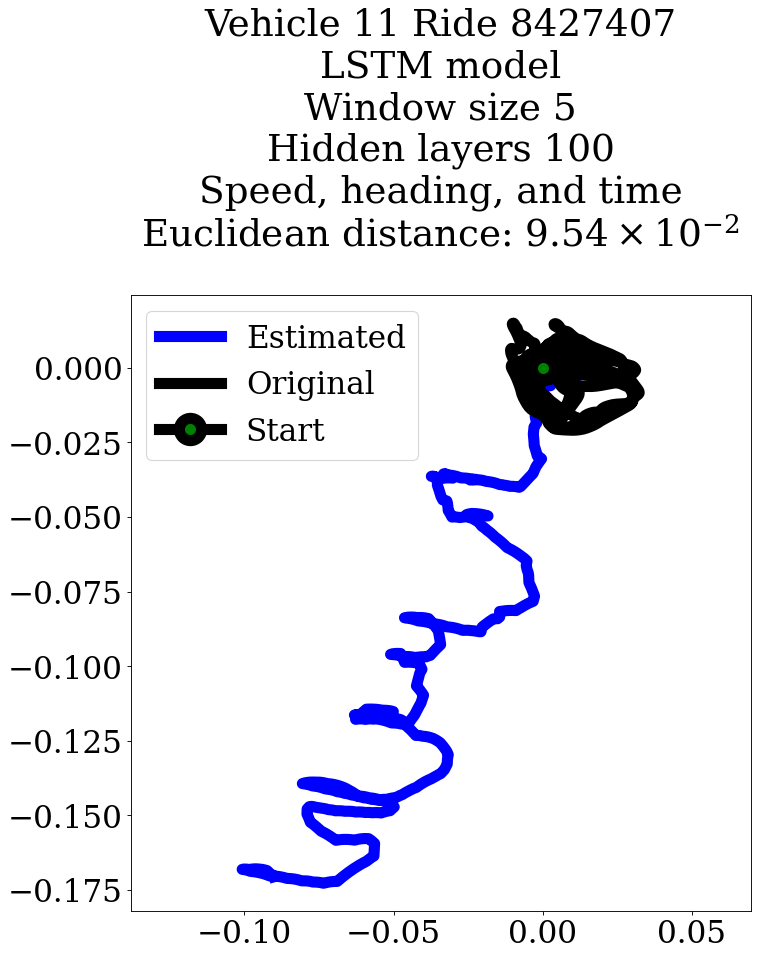 Vehicle 11 Ride 8427407
LSTM model
Window size 5
Hidden layers 100
Speed, heading, and time
Euclidean distance: 9.54 × 10⁻²
Estimated
Original
Start
0.000
−0.025
−0.050
−0.075
−0.100
−0.125
−0.150
−0.175
−0.10
−0.05
0.00
0.05